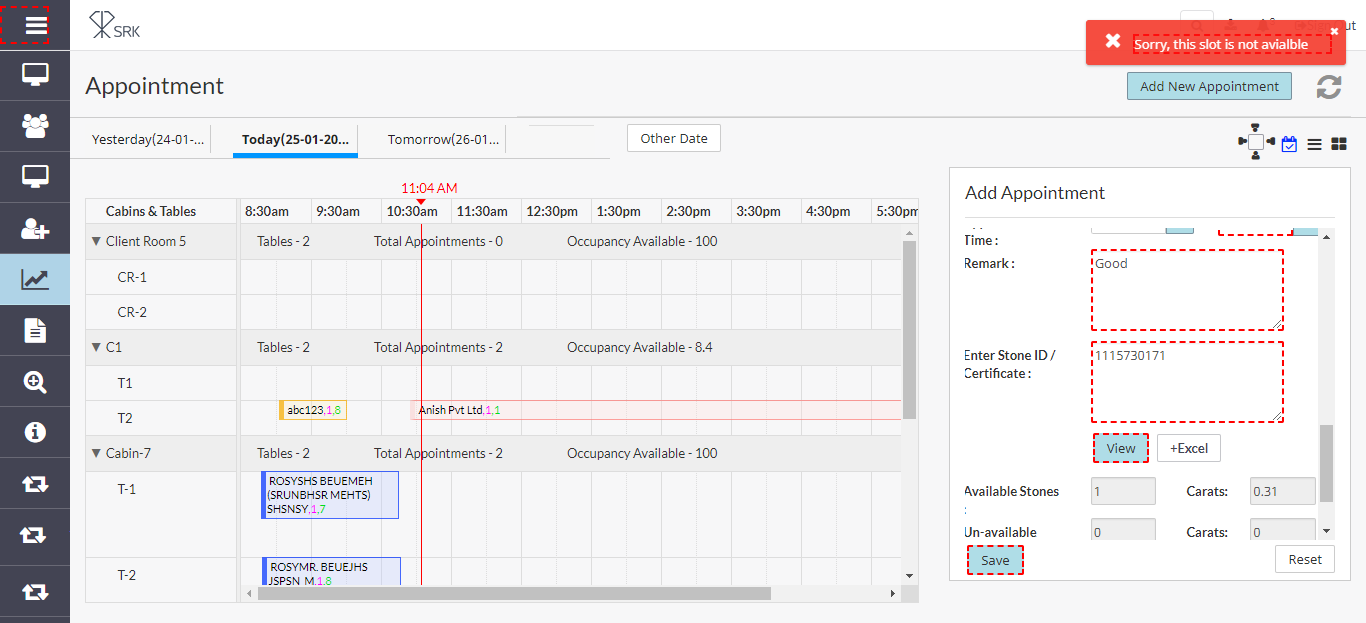 SRK
Sorry, this slot is not avialble
Appointment
Add New Appointment
Yesterday(24-01-...
Today(25-01-20...
Tomorrow(26-01...
Other Date
11:04 AM
Cabins & Tables 8:30am 9:30am 10:30am 11:30am 12:30pm 1:30pm 2:30pm 3:30pm 4:30pm 5:30pm
Client Room 5 Tables - 2 Total Appointments - 0 Occupancy Available - 100
CR-1
CR-2
C1 Tables - 2 Total Appointments - 2 Occupancy Available - 8.4
T1
T2 abc123,1,8 Anish Pvt Ltd,1,1
Cabin-7 Tables - 2 Total Appointments - 2 Occupancy Available - 100
T-1
ROSYSHS BEUEMEH
(SRUNBHSR MEHTS)
SHSNSY,1,7
T-2
ROSYMR. BEUEJHS
JSPSN M,1,8
Add Appointment
Time :
Remark :
Good
Enter Stone ID /
Certificate :
1115730171
View +Excel
Available Stones
:
1 Carats: 0.31
Un-available 0 Carats: 0
Save Reset